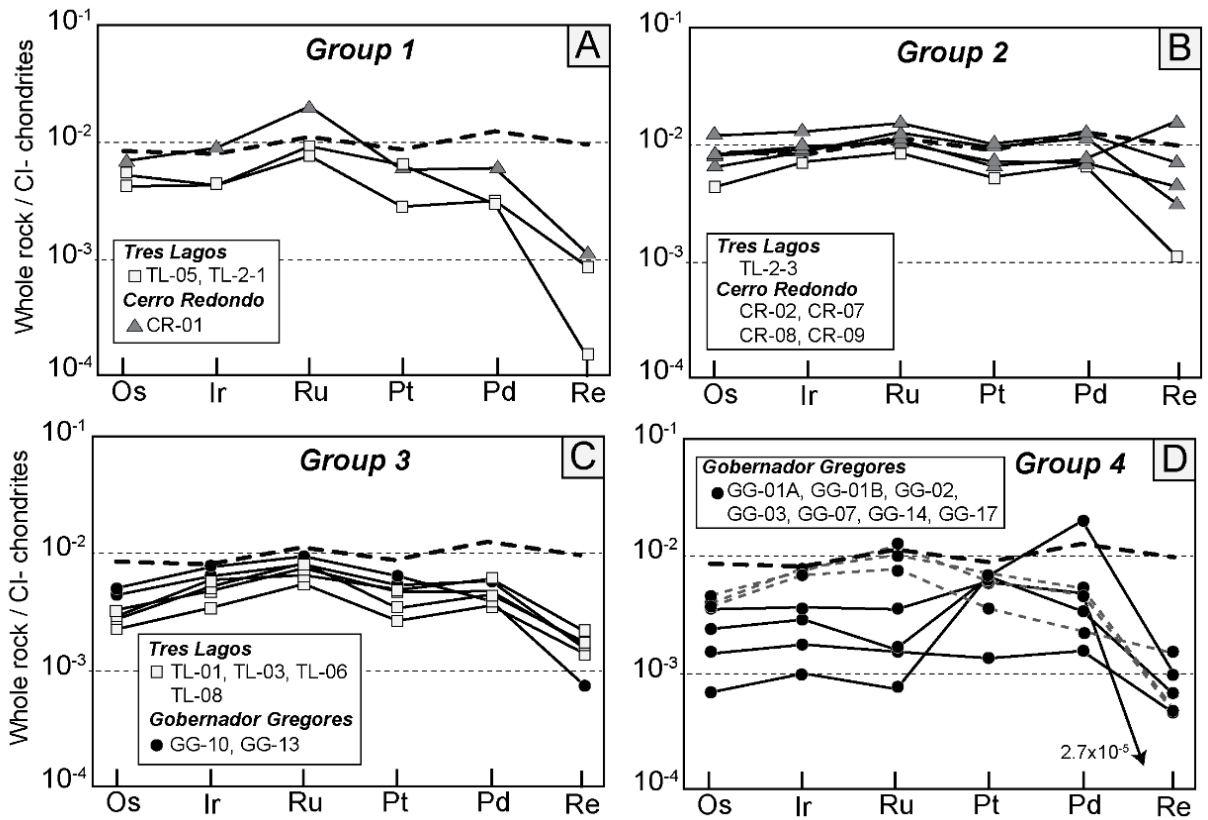 Whole rock / CI- chondrites
10⁻¹
10⁻²
10⁻³
10⁻⁴
Group 1
A
Tres Lagos
TL-05, TL-2-1
Cerro Redondo
CR-01
Os Ir Ru Pt Pd Re
10⁻¹
10⁻²
10⁻³
10⁻⁴
Group 2
B
Tres Lagos
TL-2-3
Cerro Redondo
CR-02, CR-07
CR-08, CR-09
Os Ir Ru Pt Pd Re
Whole rock / CI- chondrites
10⁻¹
10⁻²
10⁻³
10⁻⁴
Group 3
C
Tres Lagos
TL-01, TL-03, TL-06
TL-08
Gobernador Gregores
GG-10, GG-13
Os Ir Ru Pt Pd Re
10⁻¹
10⁻²
10⁻³
10⁻⁴
Group 4
D
Gobernador Gregores
GG-01A, GG-01B, GG-02,
GG-03, GG-07, GG-14, GG-17
2.7x10⁻⁵
Os Ir Ru Pt Pd Re